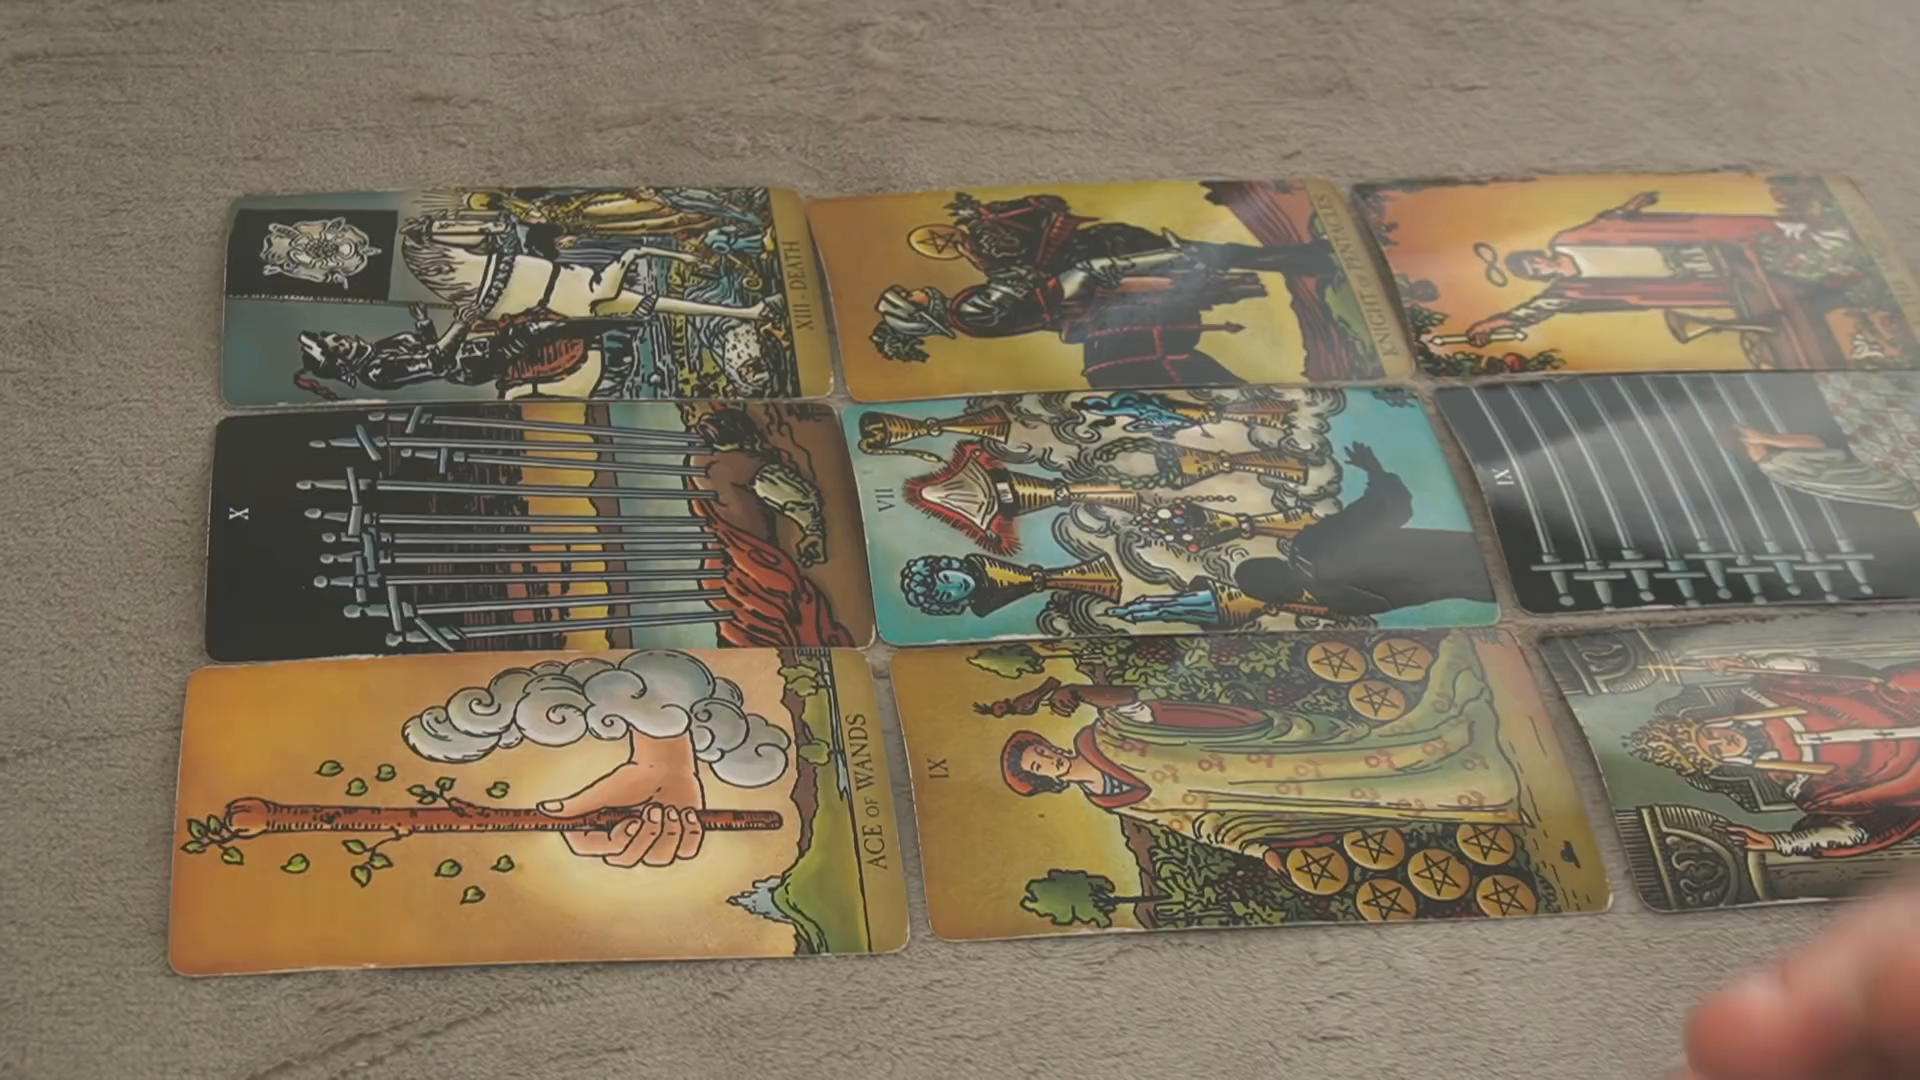 XIII - DEATH
KNIGHT OF PENTACLES
X
VII
IX
ACE OF WANDS
IX